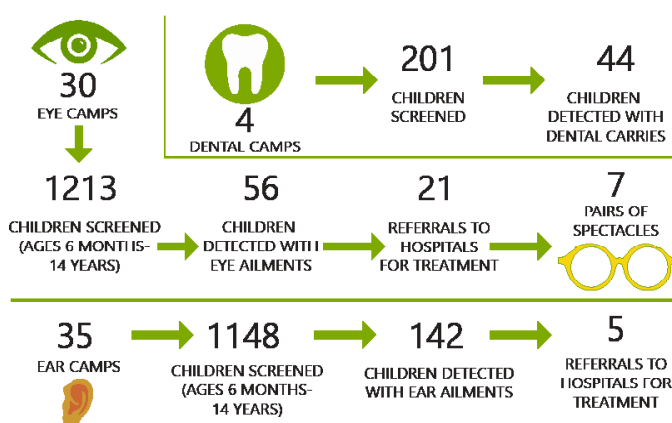 30
EYE CAMPS
4
DENTAL CAMPS
201
CHILDREN
SCREENED
44
CHILDREN
DETECTED WITH
DENTAL CARRIES
1213
CHILDREN SCREENED
(AGES 6 MONTHS-
14 YEARS)
56
CHILDREN
DETECTED WITH
EYE AILMENTS
21
REFERRALS TO
HOSPITALS
FOR TREATMENT
7
PAIRS OF
SPECTACLES
35
EAR CAMPS
1148
CHILDREN SCREENED
(AGES 6 MONTHS-
14 YEARS)
142
CHILDREN DETECTED
WITH EAR AILMENTS
5
REFERRALS TO
HOSPITALS FOR
TREATMENT